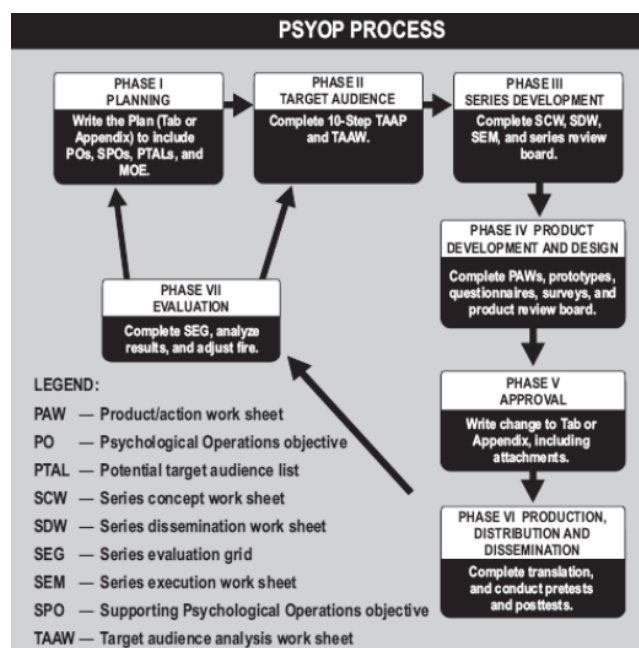 PSYOP PROCESS
PHASE I
PLANNING
Write the Plan (Tab or
Appendix) to include
POs, SPOs, PTALs, and
MOE.
PHASE II
TARGET AUDIENCE
Complete 10-Step TAAP
and TAAW.
PHASE III
SERIES DEVELOPMENT
Complete SCW, SDW,
SEM, and series review
board.
PHASE IV PRODUCT
DEVELOPMENT AND DESIGN
Complete PAWs, prototypes,
questionnaires, surveys, and
product review board.
PHASE V
APPROVAL
Write change to Tab or
Appendix, including
attachments.
PHASE VI PRODUCTION,
DISTRIBUTION AND
DISSEMINATION
Complete translation,
and conduct pretests
and posttests.
PHASE VII
EVALUATION
Complete SEG, analyze
results, and adjust fire.
LEGEND:
PAW — Product/action work sheet
PO — Psychological Operations objective
PTAL — Potential target audience list
SCW — Series concept work sheet
SDW — Series dissemination work sheet
SEG — Series evaluation grid
SEM — Series execution work sheet
SPO — Supporting Psychological Operations objective
TAAW — Target audience analysis work sheet